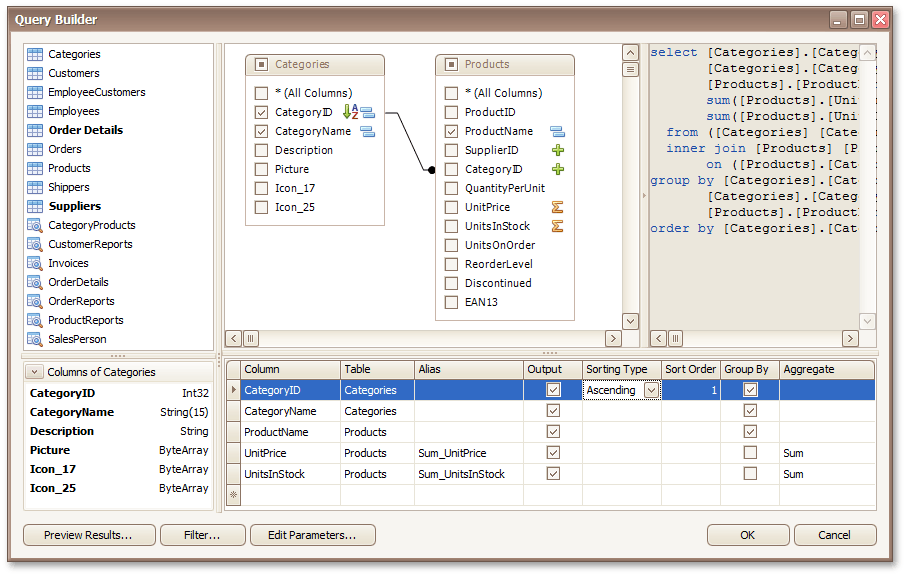 Query Builder
Categories
Customers
EmployeeCustomers
Employees
Order Details
Orders
Products
Shippers
Suppliers
CategoryProducts
CustomerReports
Invoices
OrderDetails
OrderReports
ProductReports
SalesPerson
Columns of Categories
CategoryID Int32
CategoryName String(15)
Description String
Picture ByteArray
Icon_17 ByteArray
Icon_25 ByteArray
Categories
* (All Columns)
CategoryID
CategoryName
Description
Picture
Icon_17
Icon_25
Products
* (All Columns)
ProductID
ProductName
SupplierID
CategoryID
QuantityPerUnit
UnitPrice
UnitsInStock
UnitsOnOrder
ReorderLevel
Discontinued
EAN13
select [Categories].[Categ
[Categories].[Categ
[Products].[Product
sum([Products].[Uni
sum([Products].[Uni
from ([Categories] [Cate
inner join [Products] [P
on ([Products].[Cat
group by [Categories].[Cat
[Categories].[Cat
[Products].[Produ
order by [Categories].[Cat
Column Table Alias Output Sorting Type Sort Order Group By Aggregate
CategoryID Categories Ascending 1
CategoryName Categories
ProductName Products
UnitPrice Products Sum_UnitPrice Sum
UnitsInStock Products Sum_UnitsInStock Sum
Preview Results... Filter... Edit Parameters... OK Cancel